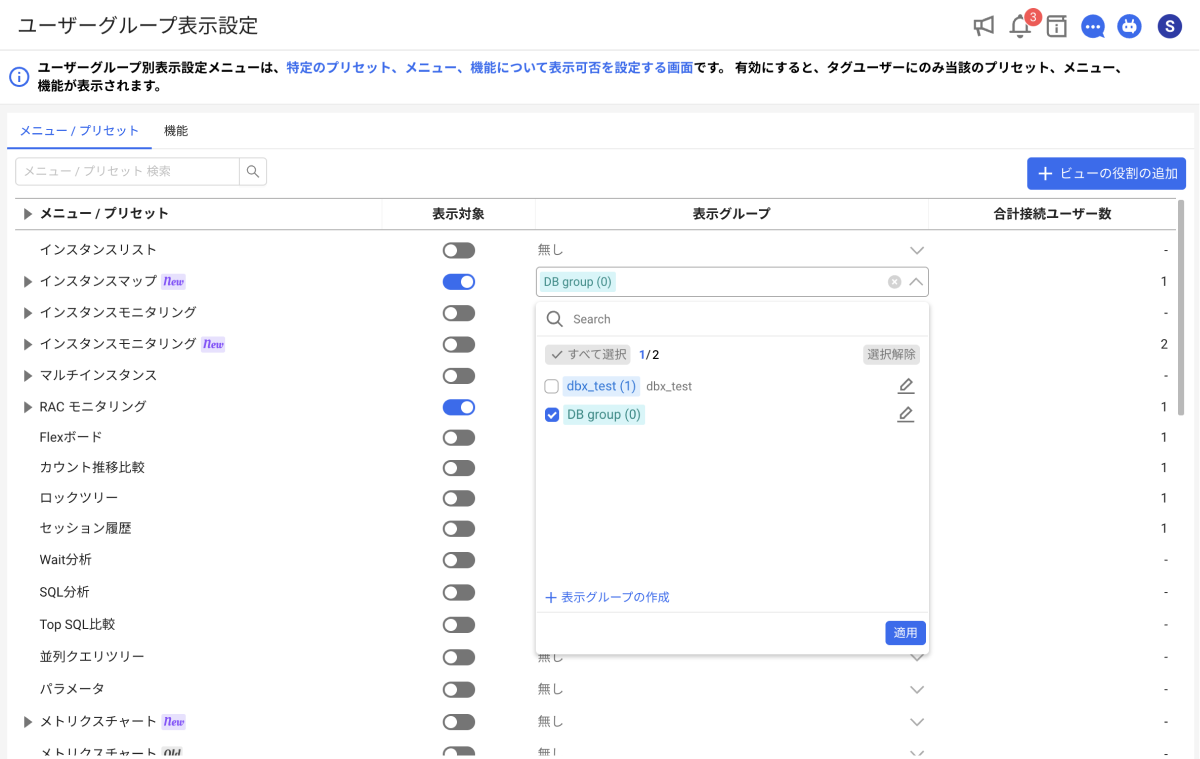 ユーザーグループ表示設定
3
S
ユーザーグループ別表示設定メニューは、特定のプリセット、メニュー、機能について表示可否を設定する画面です。 有効にすると、タグユーザーにのみ当該のプリセット、メニュー、
機能が表示されます。
メニュー / プリセット 機能
メニュー / プリセット 検索
ビューの役割の追加
メニュー / プリセット 表示対象 表示グループ 合計接続ユーザー数
インスタンスリスト 無し -
インスタンスマップ New DB group (0) 1
インスタンスモニタリング -
Search
インスタンスモニタリング New 2
すべて選択 1/2 選択解除
マルチインスタンス -
dbx_test (1) dbx_test
RAC モニタリング 1
DB group (0)
Flexボード 1
カウント推移比較 1
ロックツリー 1
セッション履歴 1
Wait分析 -
SQL分析 -
表示グループの作成
Top SQL比較 -
適用
並列クエリツリー 無し -
パラメータ 無し -
メトリクスチャート New 無し -
メトリクスチャート Old 無し -